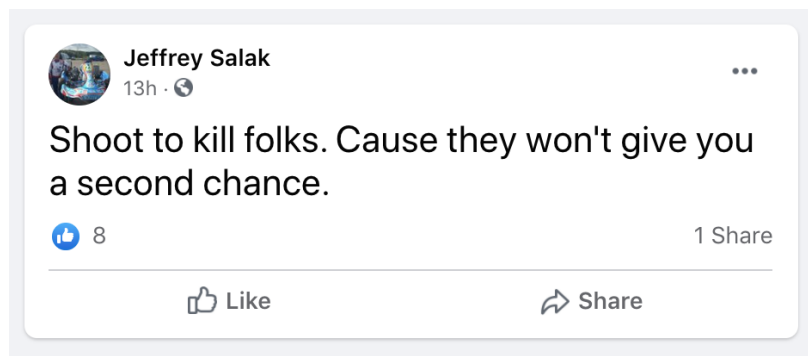 Jeffrey Salak
13h ·
Shoot to kill folks. Cause they won't give you
a second chance.
8 1 Share
Like Share